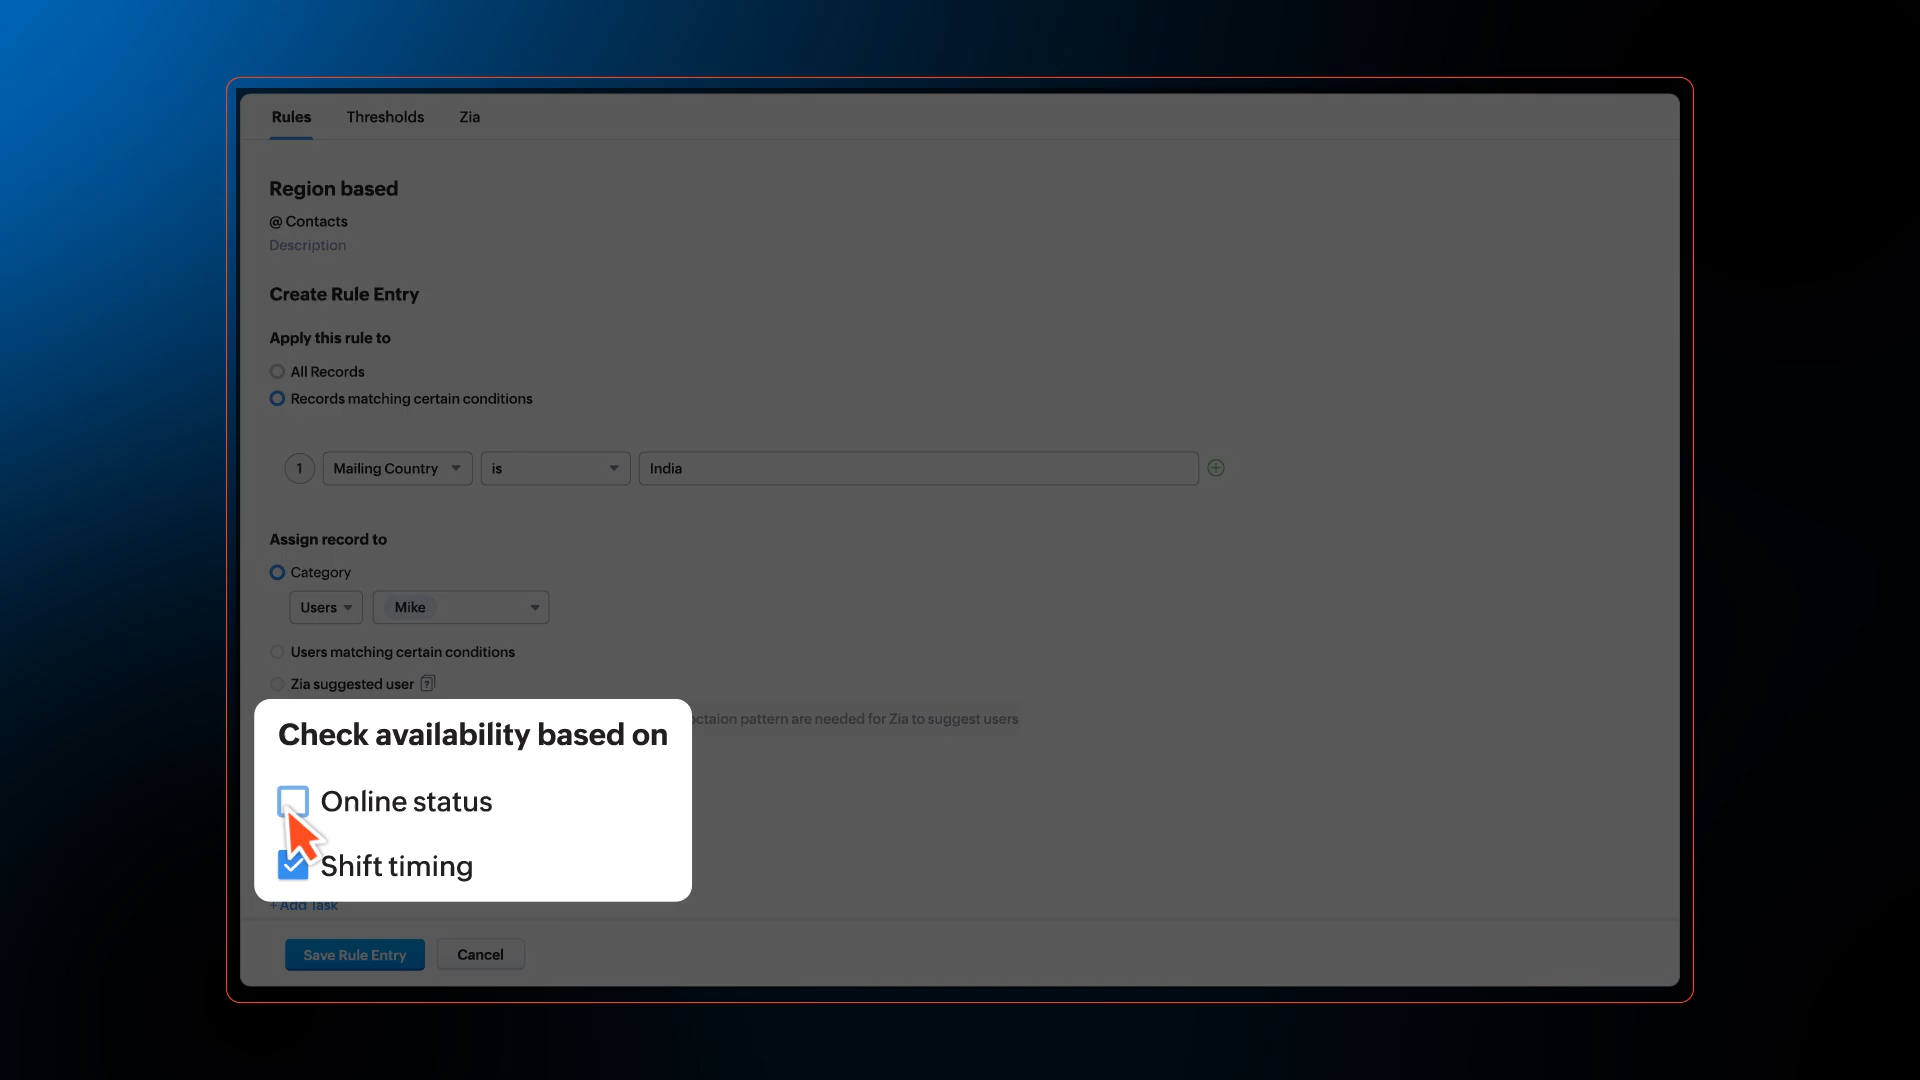 Rules Thresholds Zia
Region based
@ Contacts
Description
Create Rule Entry
Apply this rule to
All Records
Records matching certain conditions
1 Mailing Country is India
Assign record to
Category
Users Mike
Users matching certain conditions
Zia suggested user ?
octaion pattern are needed for Zia to suggest users
Check availability based on
Online status
Shift timing
+ Add Task
Save Rule Entry Cancel